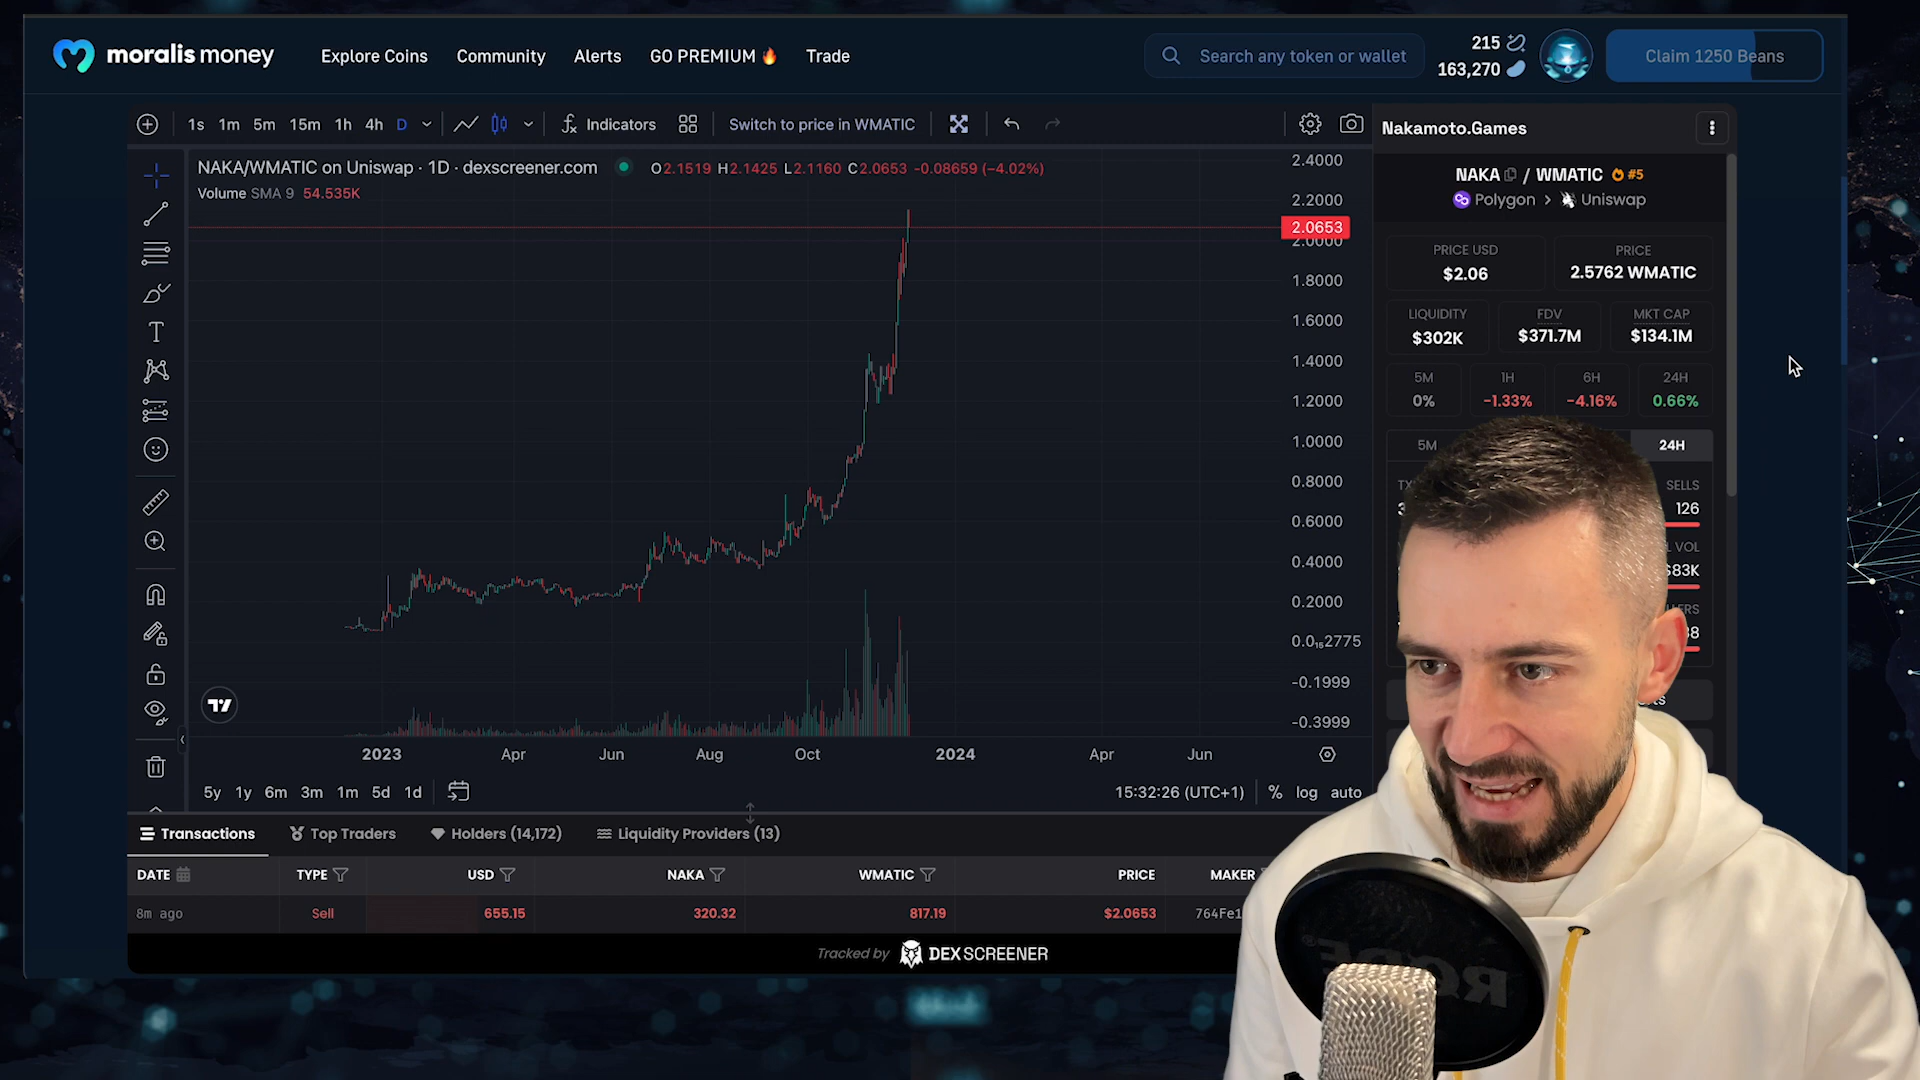 moralis money
Explore Coins
Community
Alerts
GO PREMIUM
Trade
Search any token or wallet
215
163,270
Claim 1250 Beans
1s 1m 5m 15m 1h 4h D
Indicators
Switch to price in WMATIC
Nakamoto.Games
NAKA/WMATIC on Uniswap · 1D · dexscreener.com
O2.1519 H2.1425 L2.1160 C2.0653 -0.08659 (-4.02%)
Volume SMA 9 54.535K
2.4000
2.2000
2.0653
2.0000
1.8000
1.6000
1.4000
1.2000
1.0000
0.8000
0.6000
0.4000
0.2000
0.0₁₅2775
-0.1999
-0.3999
NAKA / WMATIC #5
Polygon > Uniswap
PRICE USD
$2.06
PRICE
2.5762 WMATIC
LIQUIDITY
$302K
FDV
$371.7M
MKT CAP
$134.1M
5M
0%
1H
-1.33%
6H
-4.16%
24H
0.66%
5M
24H
SELLS
126
VOL
$83K
2023 Apr Jun Aug Oct 2024 Apr Jun
5y 1y 6m 3m 1m 5d 1d
15:32:26 (UTC+1) % log auto
Transactions
Top Traders
Holders (14,172)
Liquidity Providers (13)
DATE TYPE USD NAKA WMATIC PRICE MAKER
8m ago Sell 655.15 320.32 817.19 $2.0653 764Fe1
Tracked by DEX SCREENER
RODE